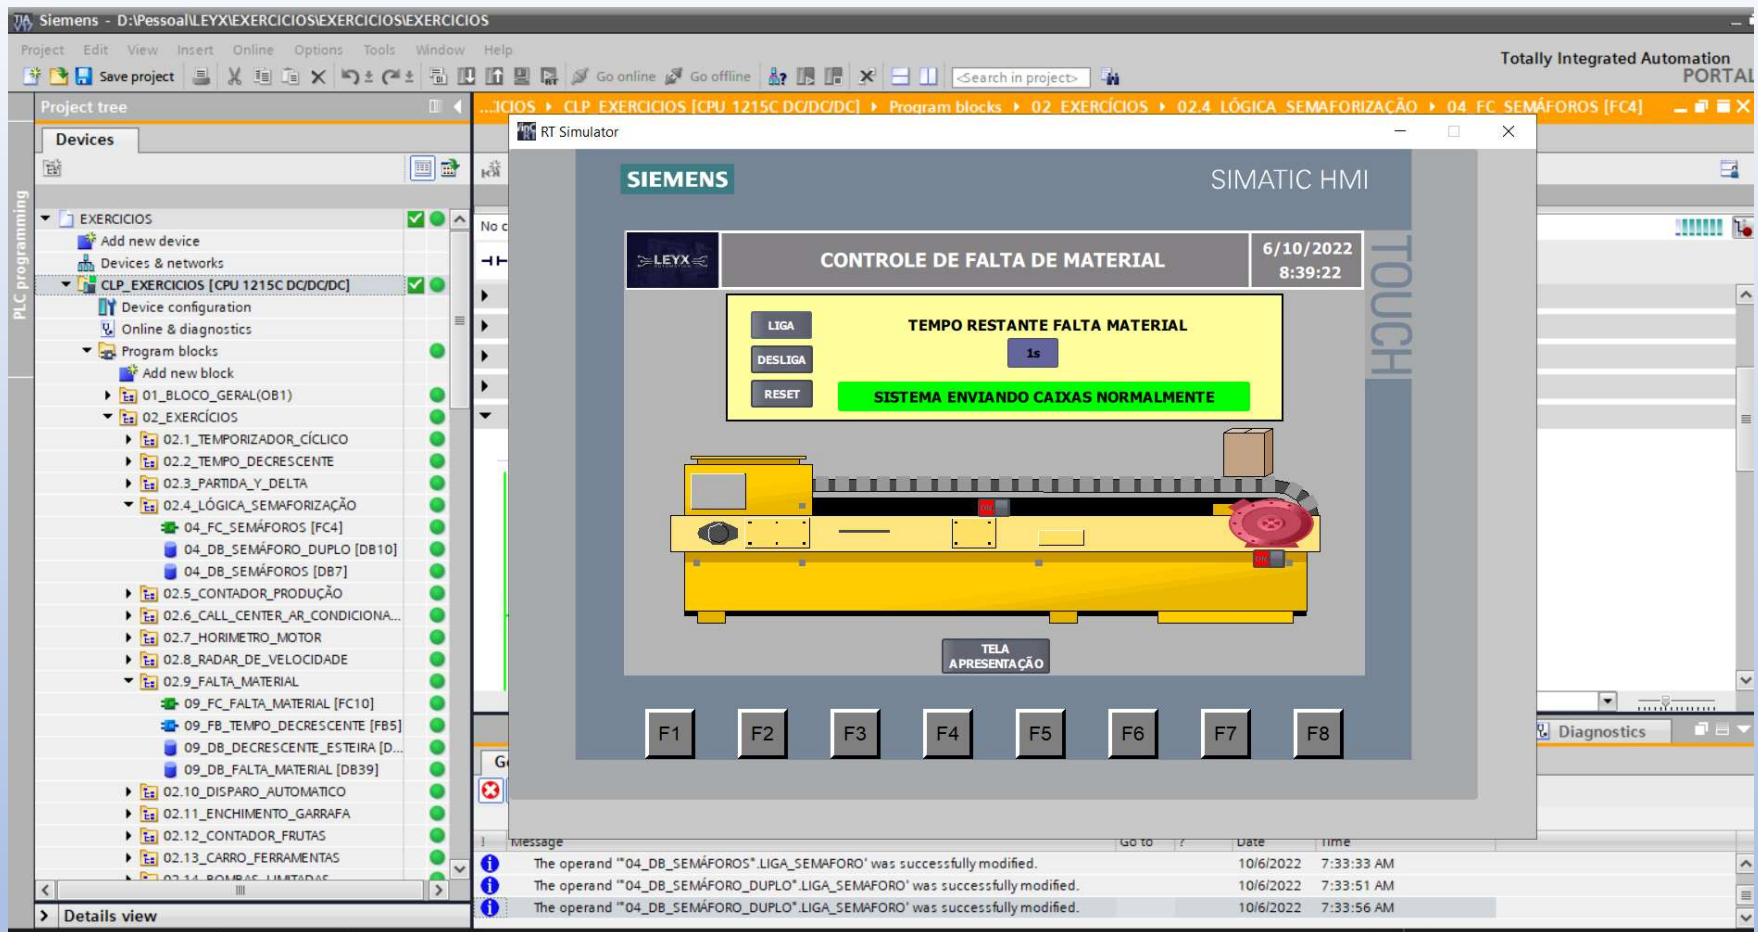 Siemens - D:\Pessoal\LEYX\EXERCICIOS\EXERCICIOS\EXERCICIOS
Project Edit View Insert Online Options Tools Window Help
Totally Integrated Automation
PORTAL
Save project Go online Go offline <Search in project>
Project tree
...ICIOS CLP_EXERCICIOS [CPU 1215C DC/DC/DC] Program blocks 02_EXERCÍCIOS 02.4_LÓGICA_SEMAFORIZAÇÃO 04_FC_SEMÁFOROS [FC4]
Devices
PLC programming
EXERCICIOS
Add new device
Devices & networks
CLP_EXERCICIOS [CPU 1215C DC/DC/DC]
Device configuration
Online & diagnostics
Program blocks
Add new block
01_BLOCO_GERAL(OB1)
02_EXERCÍCIOS
02.1_TEMPORIZADOR_CÍCLICO
02.2_TEMPO_DECRESCENTE
02.3_PARTIDA_Y_DELTA
02.4_LÓGICA_SEMAFORIZAÇÃO
04_FC_SEMÁFOROS [FC4]
04_DB_SEMÁFORO_DUPLO [DB10]
04_DB_SEMÁFOROS [DB7]
02.5_CONTADOR_PRODUÇÃO
02.6_CALL_CENTER_AR_CONDICIONA...
02.7_HORIMETRO_MOTOR
02.8_RADAR_DE_VELOCIDADE
02.9_FALTA_MATERIAL
09_FC_FALTA_MATERIAL [FC10]
09_FB_TEMPO_DECRESCENTE [FB5]
09_DB_DECRESCENTE_ESTEIRA [D...
09_DB_FALTA_MATERIAL [DB39]
02.10_DISPARO_AUTOMATICO
02.11_ENCHIMENTO_GARRAFA
02.12_CONTADOR_FRUTAS
02.13_CARRO_FERRAMENTAS
02.14_BOMBAS_LIMITADAS
Details view
No c
RT Simulator
SIEMENS
SIMATIC HMI
TOUCH
LEYX
CONTROLE DE FALTA DE MATERIAL
6/10/2022
8:39:22
LIGA
DESLIGA
RESET
TEMPO RESTANTE FALTA MATERIAL
1s
SISTEMA ENVIANDO CAIXAS NORMALMENTE
ON
ON
TELA
APRESENTAÇÃO
F1 F2 F3 F4 F5 F6 F7 F8
Diagnostics
G
! Message Go to ? Date Time
The operand '"04_DB_SEMÁFOROS".LIGA_SEMAFORO' was successfully modified. 10/6/2022 7:33:33 AM
The operand '"04_DB_SEMÁFORO_DUPLO".LIGA_SEMAFORO' was successfully modified. 10/6/2022 7:33:51 AM
The operand '"04_DB_SEMÁFORO_DUPLO".LIGA_SEMAFORO' was successfully modified. 10/6/2022 7:33:56 AM